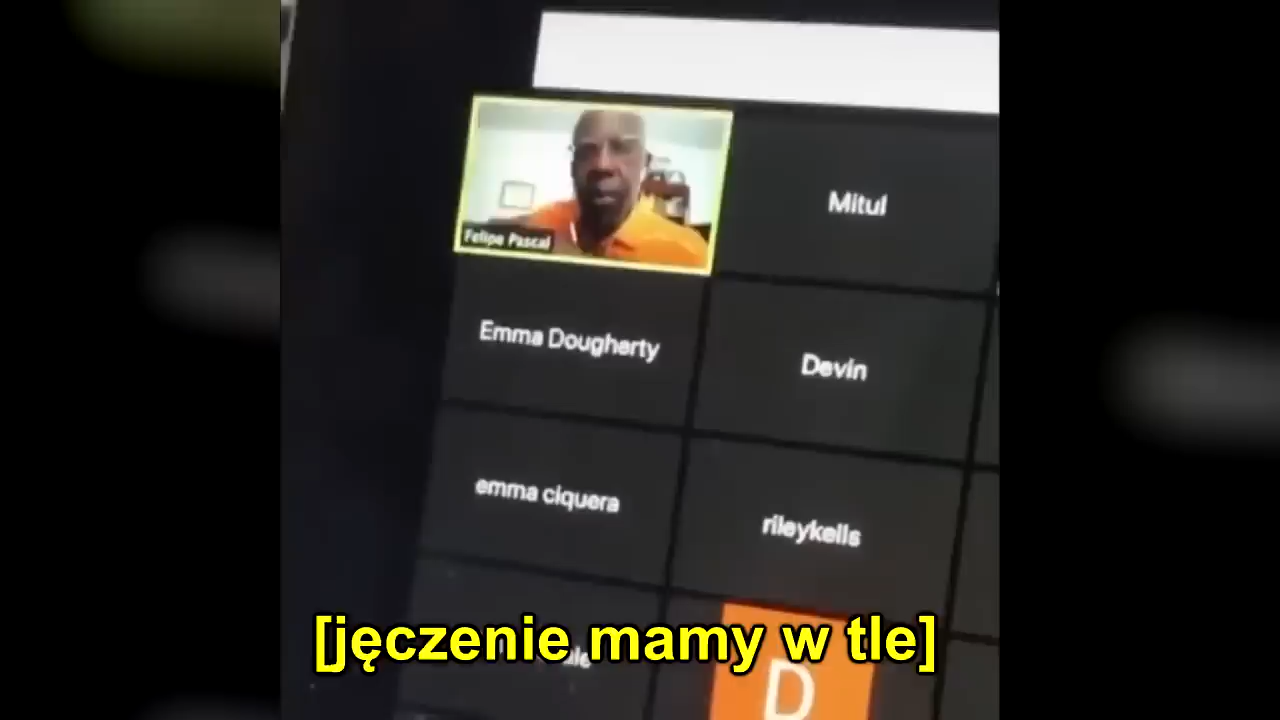 Felipe Pascal
Mitul
Emma Dougherty
Devin
emma ciquera
rileykells
D
[jęczenie mamy w tle]